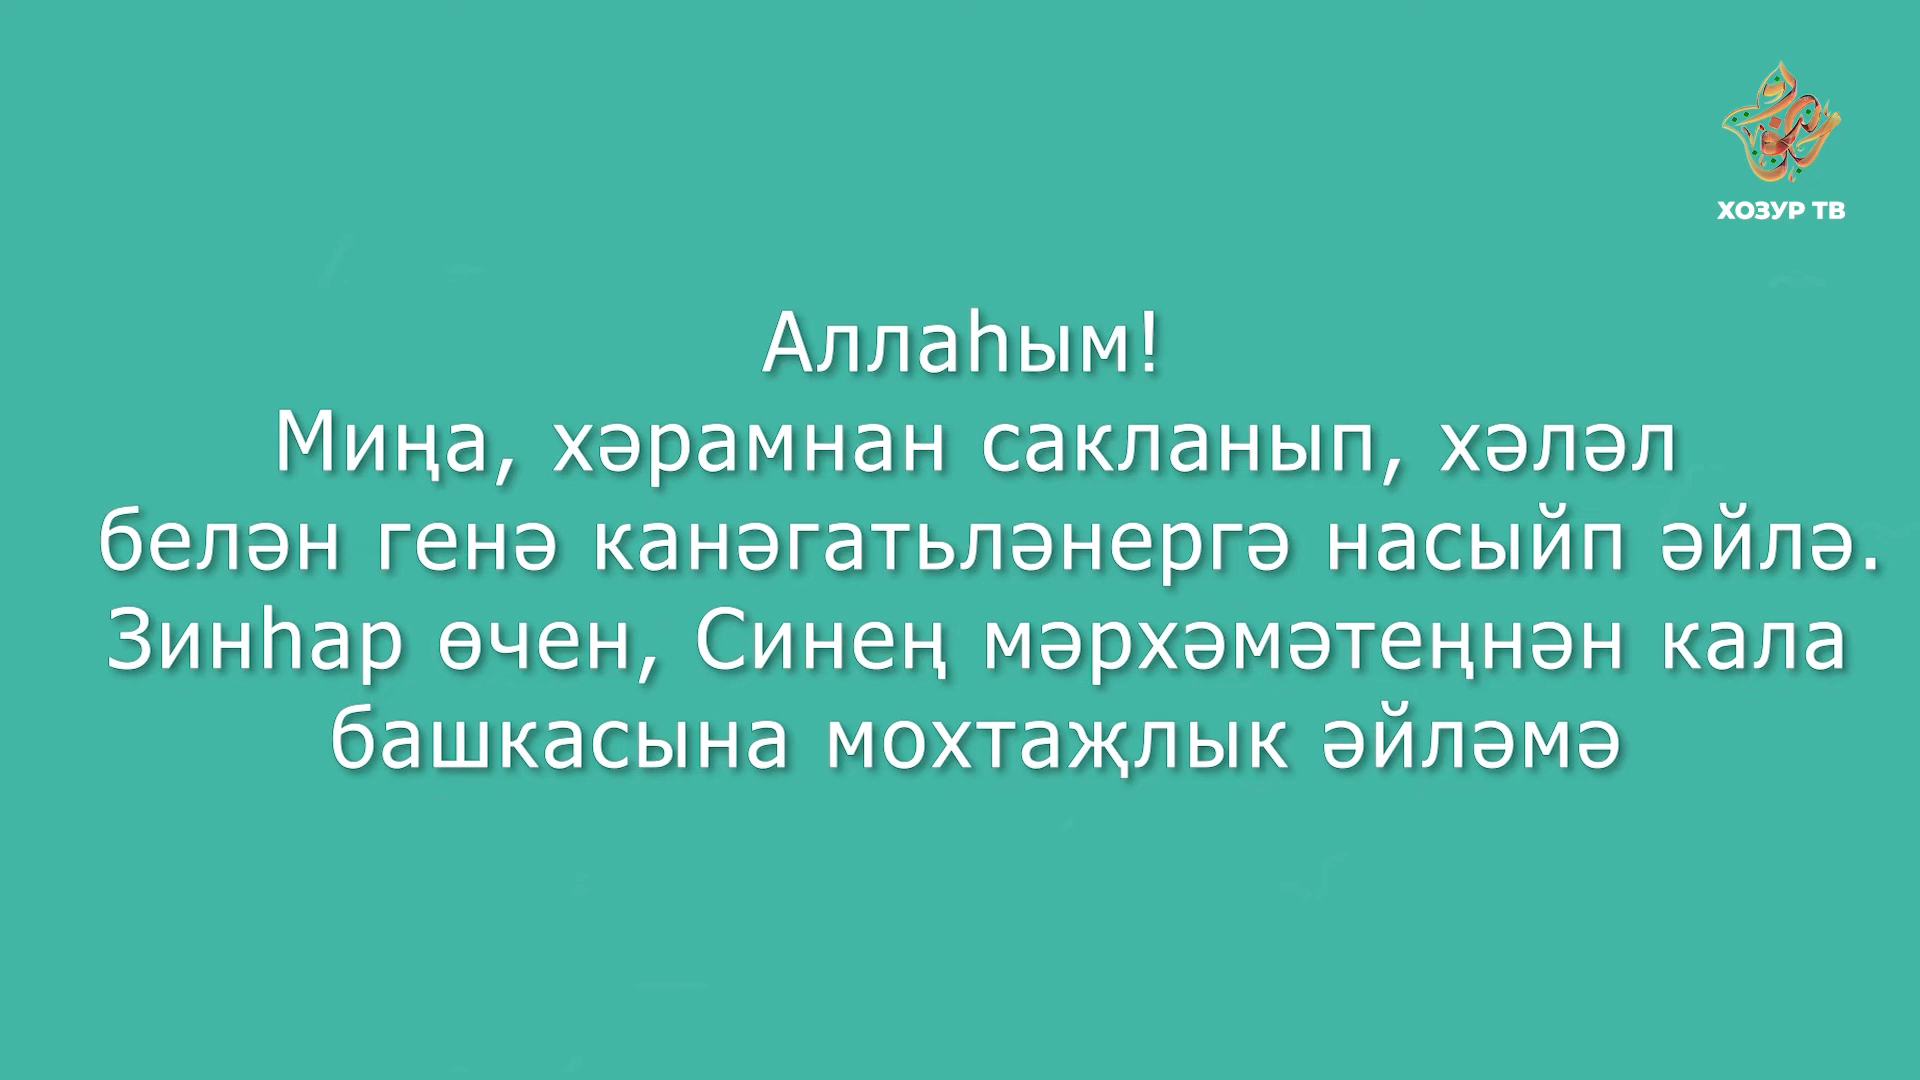 ХОЗУР ТВ
Аллаһым!
Миңа, хәрамнан сакланып, хәләл
белән генә канәгатьләнергә насыйп әйлә.
Зинһар өчен, Синең мәрхәмәтеңнән кала
башкасына мохтаҗлык әйләмә